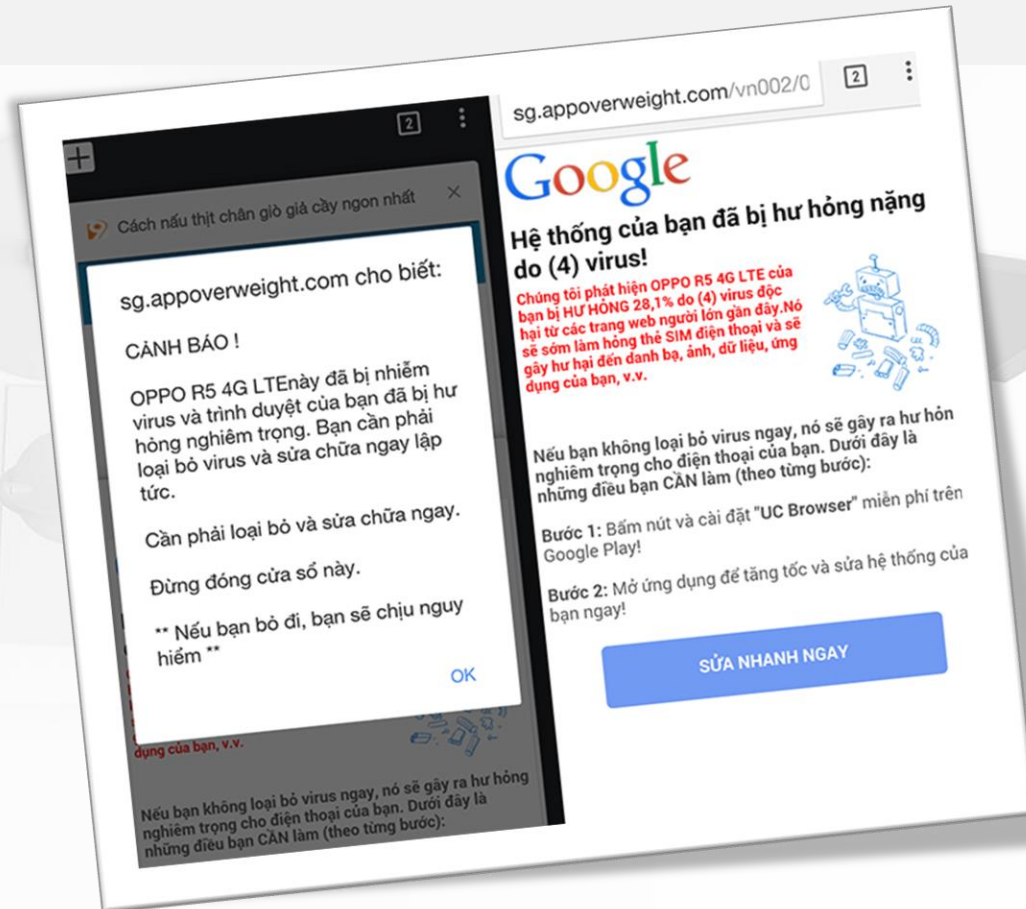 2
Cách nấu thịt chân giò giả cầy ngon nhất
sg.appoverweight.com cho biết:
CẢNH BÁO !
OPPO R5 4G LTEnày đã bị nhiễm
virus và trình duyệt của bạn đã bị hư
hỏng nghiêm trọng. Bạn cần phải
loại bỏ virus và sửa chữa ngay lập
tức.
Cần phải loại bỏ và sửa chữa ngay.
Đừng đóng cửa sổ này.
** Nếu bạn bỏ đi, bạn sẽ chịu nguy
hiểm **
OK
dụng của bạn, v.v.
Nếu bạn không loại bỏ virus ngay, nó sẽ gây ra hư hỏng
nghiêm trọng cho điện thoại của bạn. Dưới đây là
những điều bạn CẦN làm (theo từng bước):
sg.appoverweight.com/vn002/0
2
Google
Hệ thống của bạn đã bị hư hỏng nặng
do (4) virus!
Chúng tôi phát hiện OPPO R5 4G LTE của
bạn bị HƯ HỎNG 28,1% do (4) virus độc
hại từ các trang web người lớn gần đây.Nó
sẽ sớm làm hỏng thẻ SIM điện thoại và sẽ
gây hư hại đến danh bạ, ảnh, dữ liệu, ứng
dụng của bạn, v.v.
Nếu bạn không loại bỏ virus ngay, nó sẽ gây ra hư hỏn
nghiêm trọng cho điện thoại của bạn. Dưới đây là
những điều bạn CẦN làm (theo từng bước):
Bước 1: Bấm nút và cài đặt "UC Browser" miễn phí trên
Google Play!
Bước 2: Mở ứng dụng để tăng tốc và sửa hệ thống của
bạn ngay!
SỬA NHANH NGAY